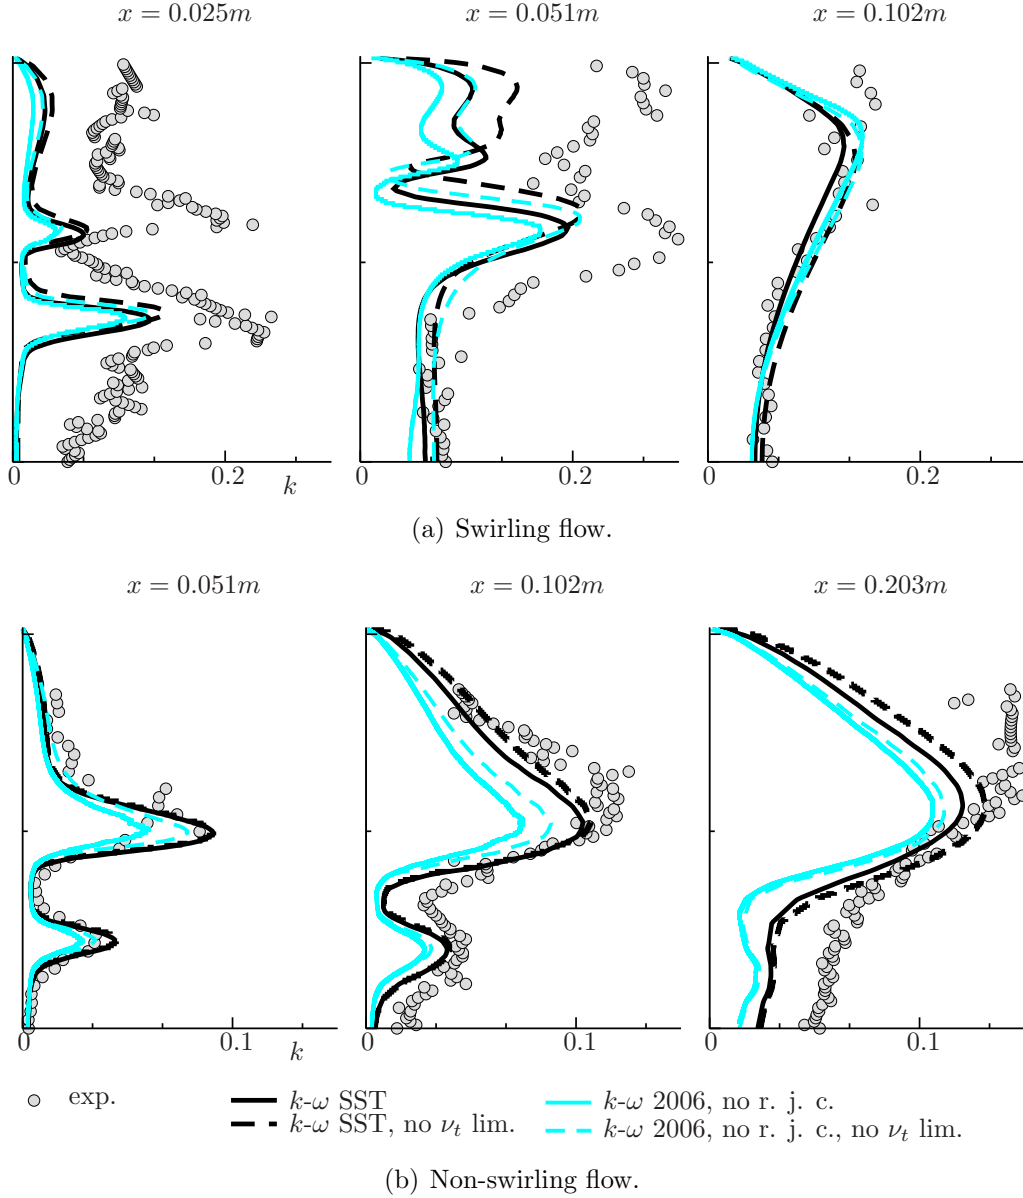 x = 0.025m x = 0.051m x = 0.102m
0 0.2 0 0.2 0 0.2
k
(a) Swirling flow.
x = 0.051m x = 0.102m x = 0.203m
0 0.1 0 0.1 0 0.1
k
exp. k-ω SST k-ω 2006, no r. j. c.
k-ω SST, no νt lim. k-ω 2006, no r. j. c., no νt lim.
(b) Non-swirling flow.